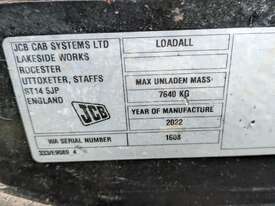 JCB CAB SYSTEMS LTD
LAKESIDE WORKS
ROCESTER
UTTOXETER, STAFFS
ST14 5JP
ENGLAND
JCB
WA SERIAL NUMBER
LOADALL
MAX UNLADEN MASS
7640 KG
YEAR OF MANUFACTURE
2022
1608